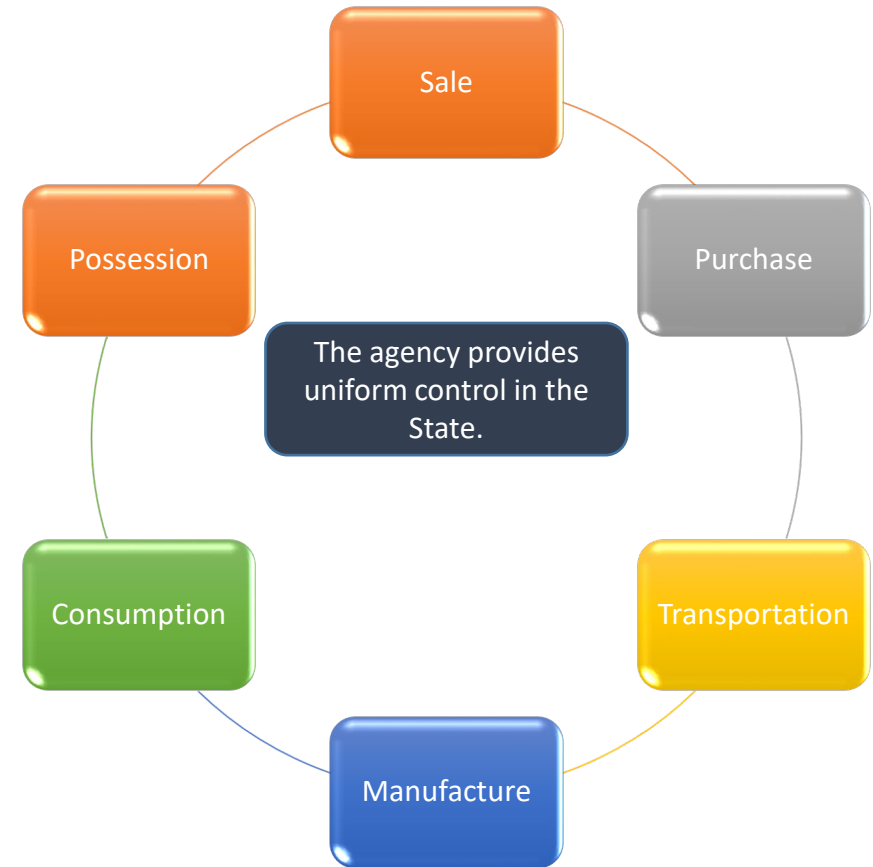 Sale
Purchase
Transportation
Manufacture
Consumption
Possession
The agency provides
uniform control in the
State.